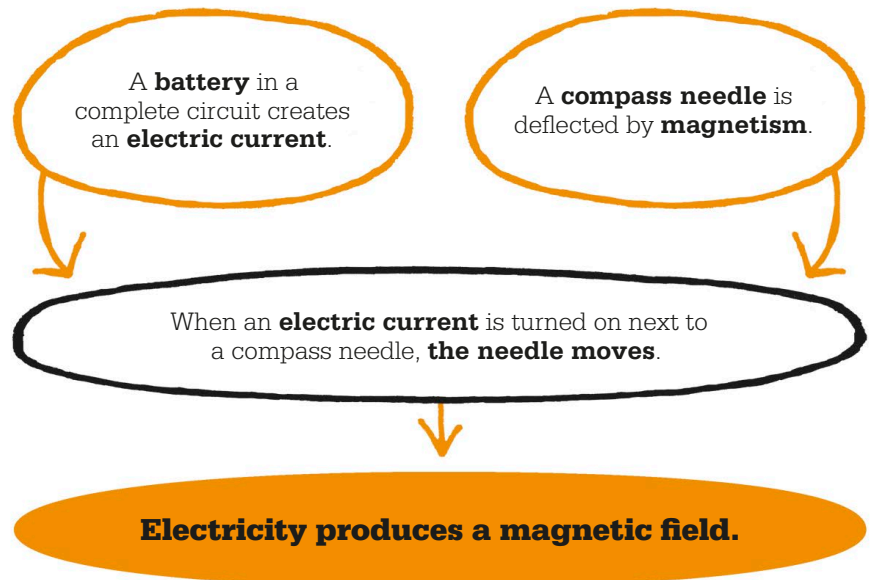 A battery in a
complete circuit creates
an electric current.
A compass needle is
deflected by magnetism.
When an electric current is turned on next to
a compass needle, the needle moves.
Electricity produces a magnetic field.